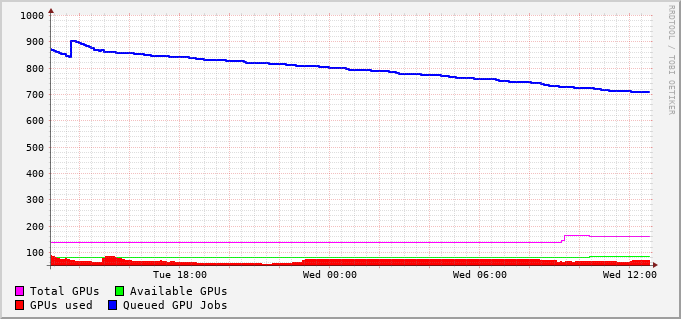 1000
900
800
700
600
500
400
300
200
100
Tue 18:00 Wed 00:00 Wed 06:00 Wed 12:00
Total GPUs Available GPUs
GPUs used Queued GPU Jobs
RRDTOOL / TOBI OETIKER